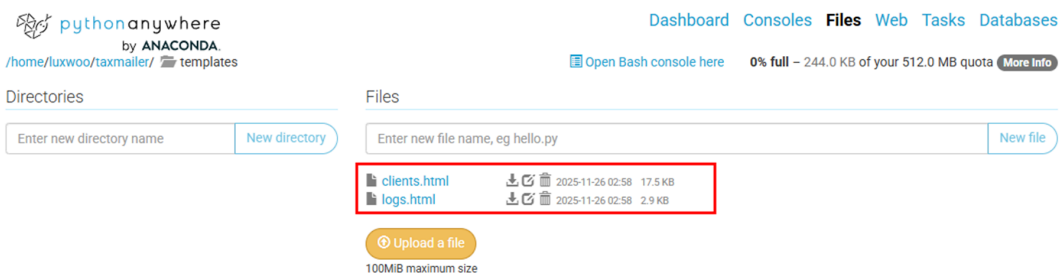 pythonanywhere
by ANACONDA.
Dashboard Consoles Files Web Tasks Databases
/home/luxwoo/taxmailer/ templates
Open Bash console here 0% full – 244.0 KB of your 512.0 MB quota More Info
Directories
Enter new directory name New directory
Files
Enter new file name, eg hello.py New file
clients.html 2025-11-26 02:58 17.5 KB
logs.html 2025-11-26 02:58 2.9 KB
Upload a file
100MiB maximum size